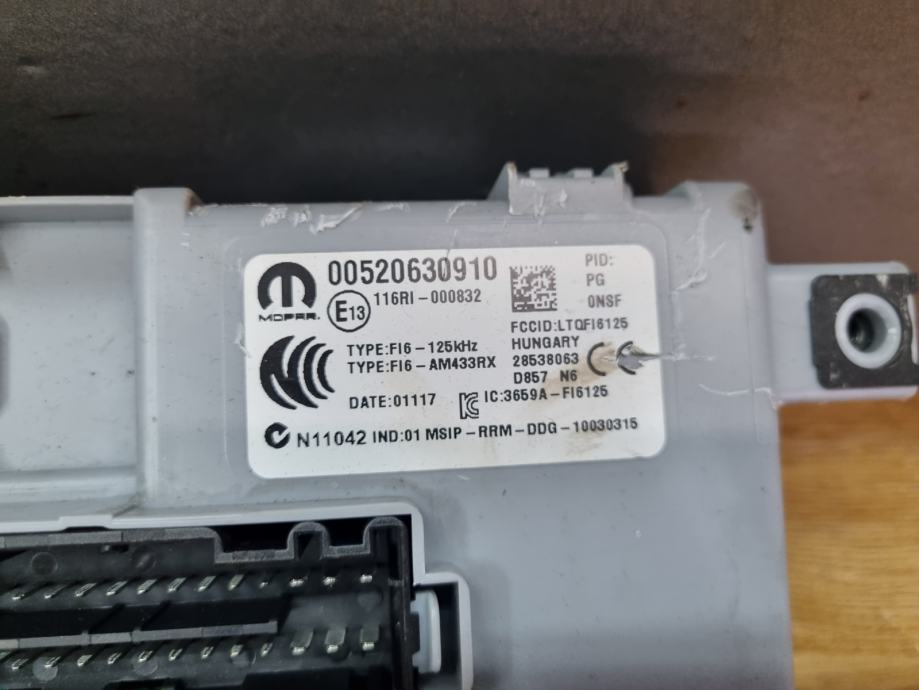 MOPAR.
00520630910
E13
116RI-000832
PID:
PG
0NSF
TYPE:FI6-125kHz
TYPE:FI6-AM433RX
FCCID:LTQFI6125
HUNGARY
28538063
D857 N6
CE
DATE:01117
IC:3659A-FI6125
N11042 IND:01 MSIP-RRM-DDG-10030315